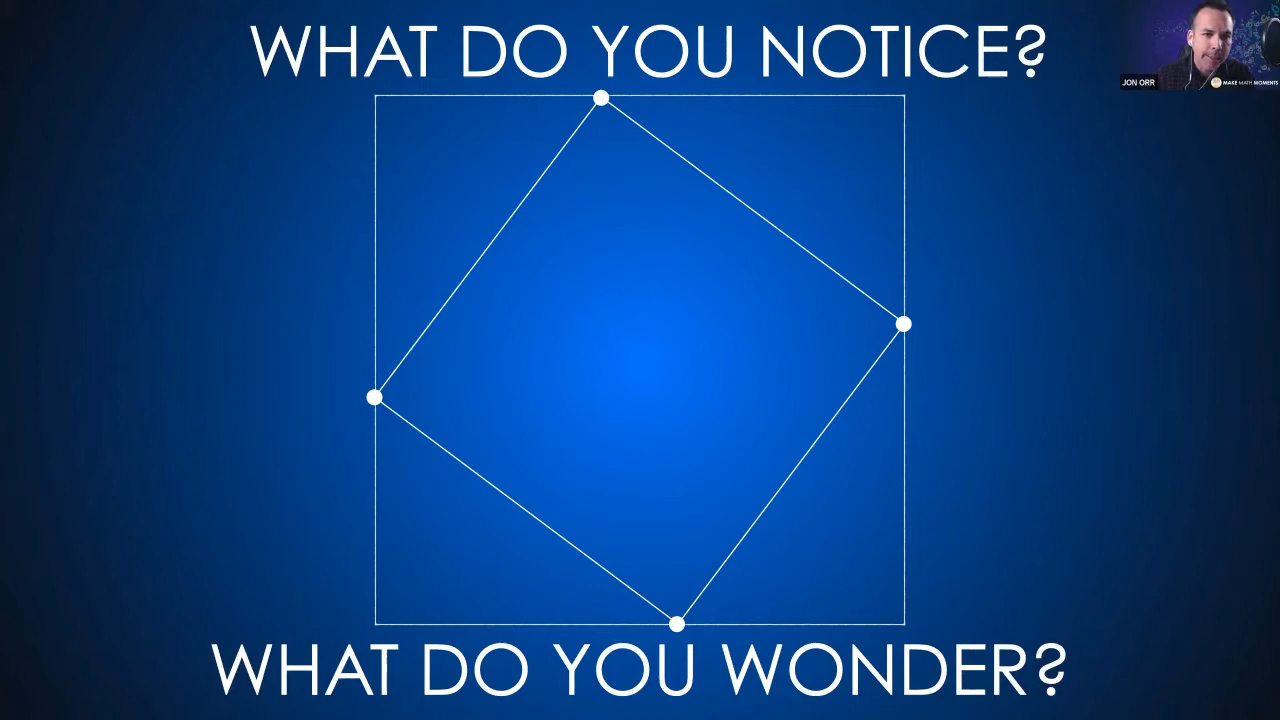 WHAT DO YOU NOTICE?
JON ORR
MAKE MATH MOMENTS
WHAT DO YOU WONDER?